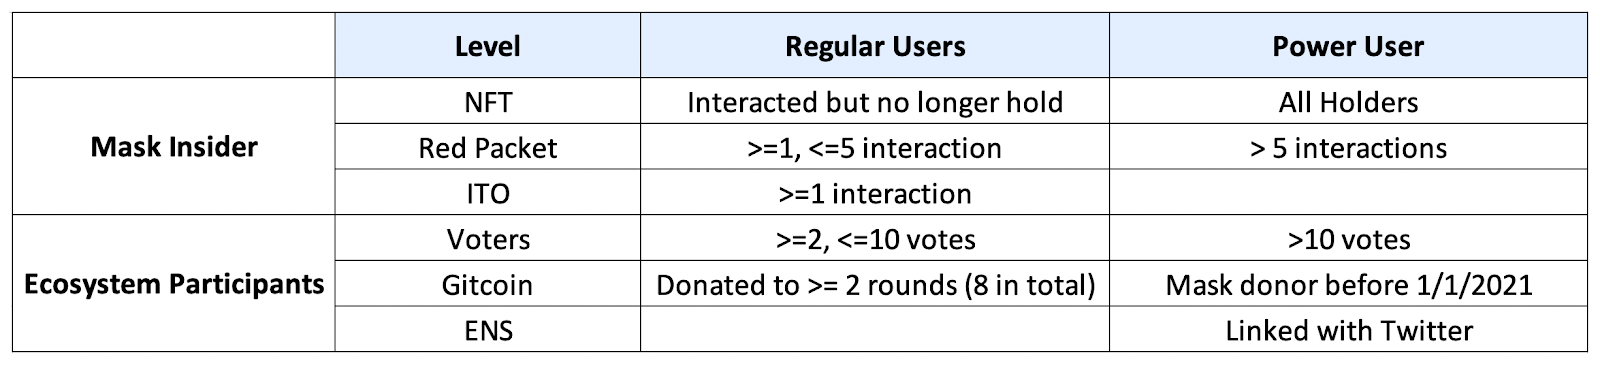 Level Regular Users Power User
NFT Interacted but no longer hold All Holders
Mask Insider Red Packet >=1, <=5 interaction > 5 interactions
ITO >=1 interaction
Voters >=2, <=10 votes >10 votes
Ecosystem Participants Gitcoin Donated to >= 2 rounds (8 in total) Mask donor before 1/1/2021
ENS Linked with Twitter